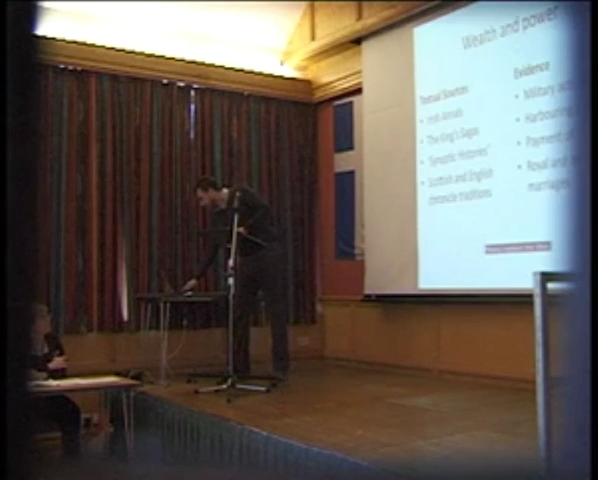 Wealth and power
Textual Sources
• Irish Annals
• The King's Sagas
• 'Synoptic Histories'
• Scottish and English
chronicle traditions
Evidence
• Military
• Harbouring
• Payment of
• Royal and
marriages